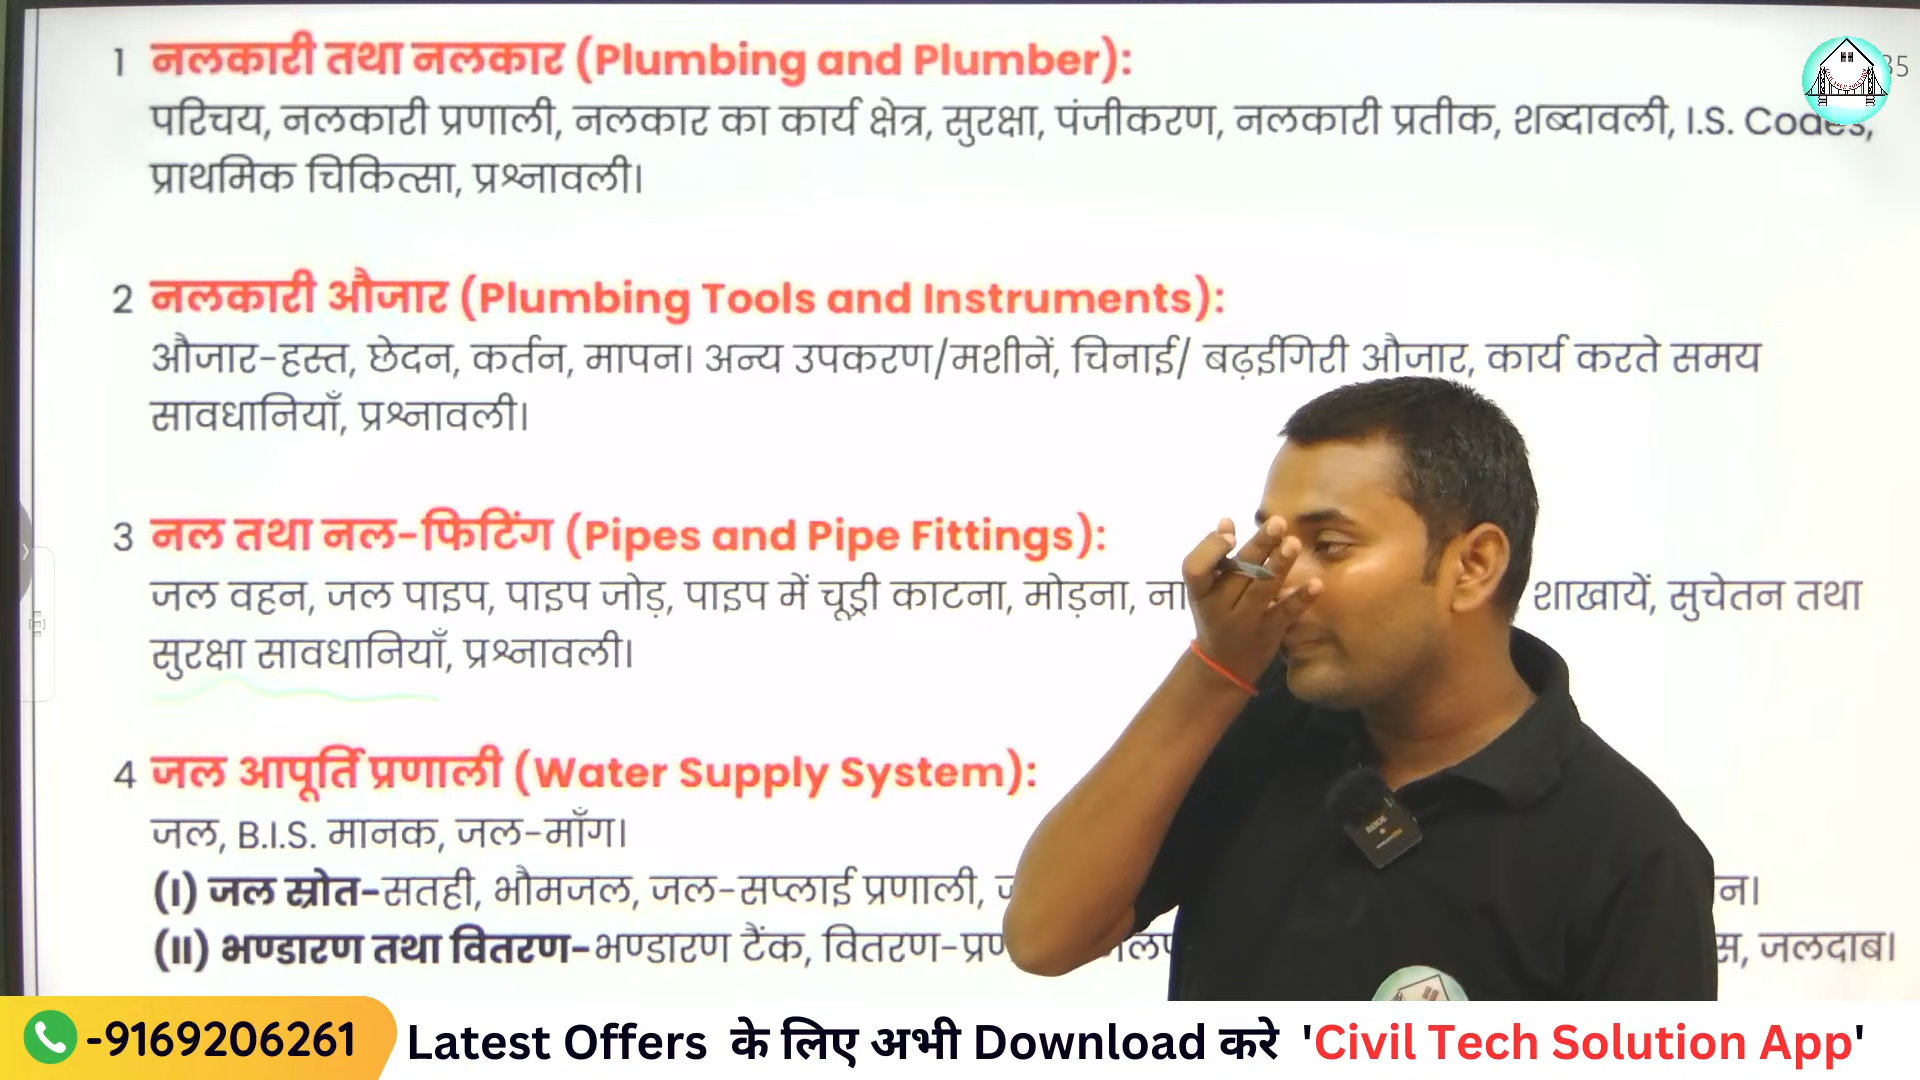 1 नलकारी तथा नलकार (Plumbing and Plumber):
35
परिचय, नलकारी प्रणाली, नलकार का कार्य क्षेत्र, सुरक्षा, पंजीकरण, नलकारी प्रतीक, शब्दावली, I.S. Codes,
प्राथमिक चिकित्सा, प्रश्नावली।
2 नलकारी औजार (Plumbing Tools and Instruments):
औजार-हस्त, छेदन, कर्तन, मापन। अन्य उपकरण/मशीनें, चिनाई/ बढ़ईगिरी औजार, कार्य करते समय
सावधानियाँ, प्रश्नावली।
3 नल तथा नल-फिटिंग (Pipes and Pipe Fittings):
जल वहन, जल पाइप, पाइप जोड़, पाइप में चूड़ी काटना, मोड़ना, शाखायें, सुचेतन तथा
सुरक्षा सावधानियाँ, प्रश्नावली।
4 जल आपूर्ति प्रणाली (Water Supply System):
जल, B.I.S. मानक, जल-माँग।
(I) जल स्रोत-सतही, भौमजल, जल-सप्लाई प्रणाली,
(II) भण्डारण तथा वितरण-भण्डारण टैंक, जलदाब।
RODE
-9169206261 Latest Offers के लिए अभी Download करे 'Civil Tech Solution App'